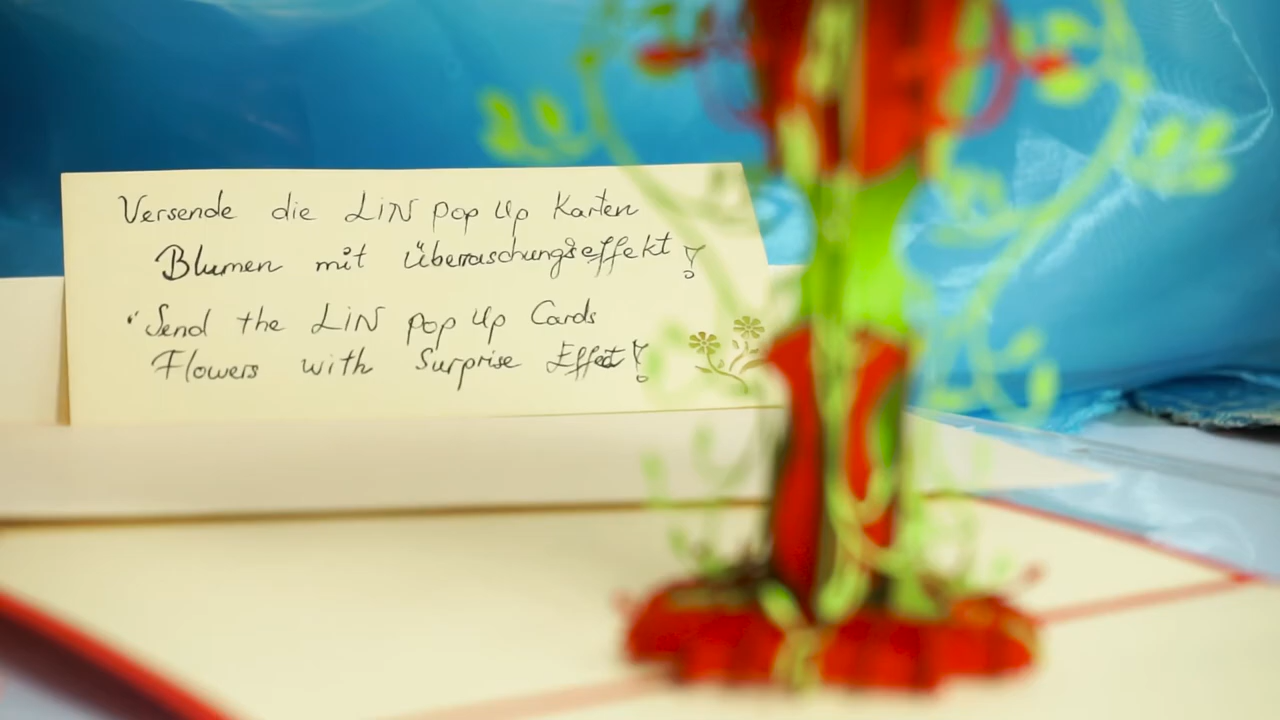 Versende die LiN Pop Up Karten
Blumen mit Überraschungseffekt!
Send the LiN Pop Up Cards
Flowers with Surprise Effect!